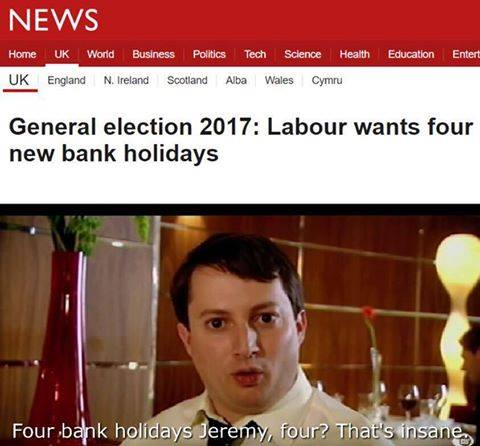 NEWS
Home UK World Business Politics Tech Science Health Education Entert
UK England N. Ireland Scotland Alba Wales Cymru
General election 2017: Labour wants four
new bank holidays
Four bank holidays Jeremy, four? That's insane.